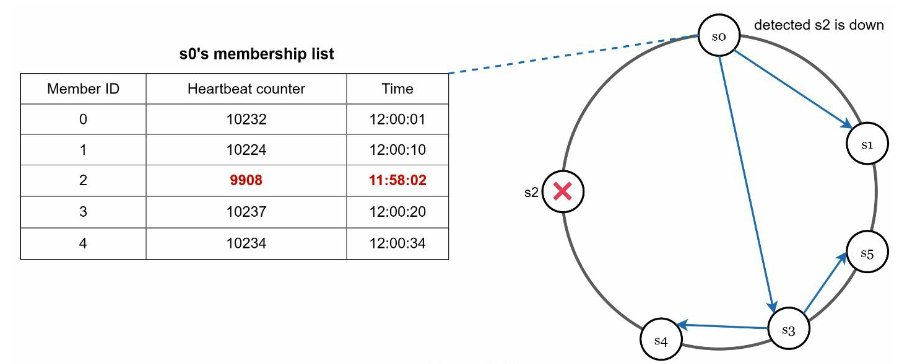 s0's membership list
Member ID Heartbeat counter Time
0 10232 12:00:01
1 10224 12:00:10
2 9908 11:58:02
3 10237 12:00:20
4 10234 12:00:34
detected s2 is down
s0
s1
s2
s5
s3
s4